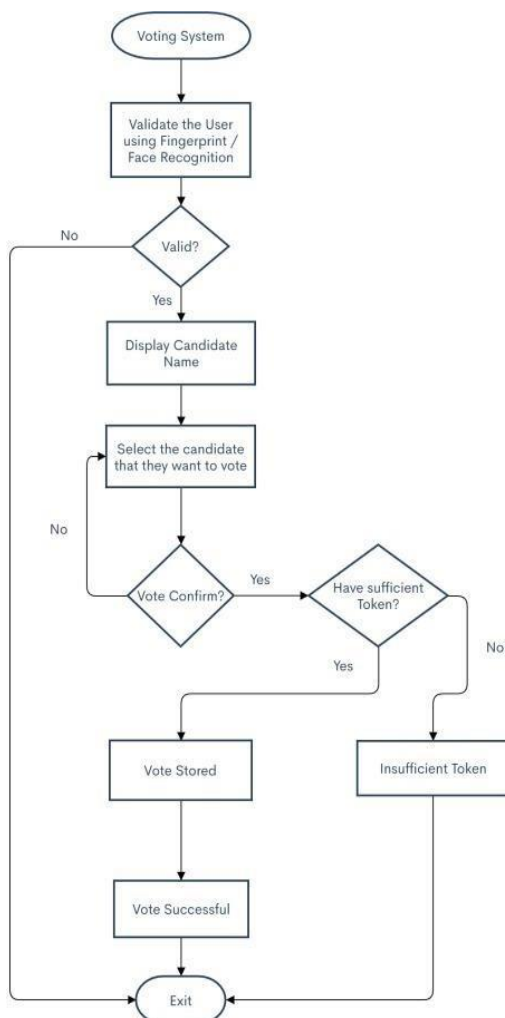 Voting System
Validate the User
using Fingerprint /
Face Recognition
No
Valid?
Yes
Display Candidate
Name
Select the candidate
that they want to vote
No
Vote Confirm?
Yes
Have sufficient
Token?
Yes
No
Vote Stored
Insufficient Token
Vote Successful
Exit